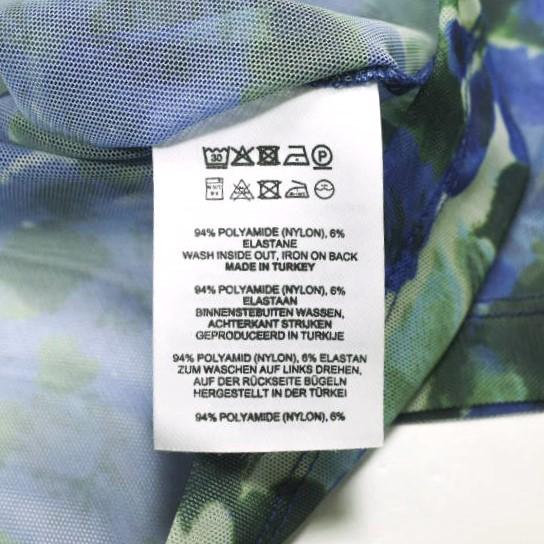 30 P
94% POLYAMIDE (NYLON), 6%
ELASTANE
WASH INSIDE OUT, IRON ON BACK
MADE IN TURKEY
94% POLYAMIDE (NYLON), 6%
ELASTAAN
BINNENSTEBUITEN WASSEN,
ACHTERKANT STRIJKEN
GEPRODUCEERD IN TURKIJE
94% POLYAMID (NYLON), 6% ELASTAN
ZUM WASCHEN AUF LINKS DREHEN,
AUF DER RÜCKSEITE BÜGELN
HERGESTELLT IN DER TÜRKEI
94% POLYAMIDE (NYLON), 6%